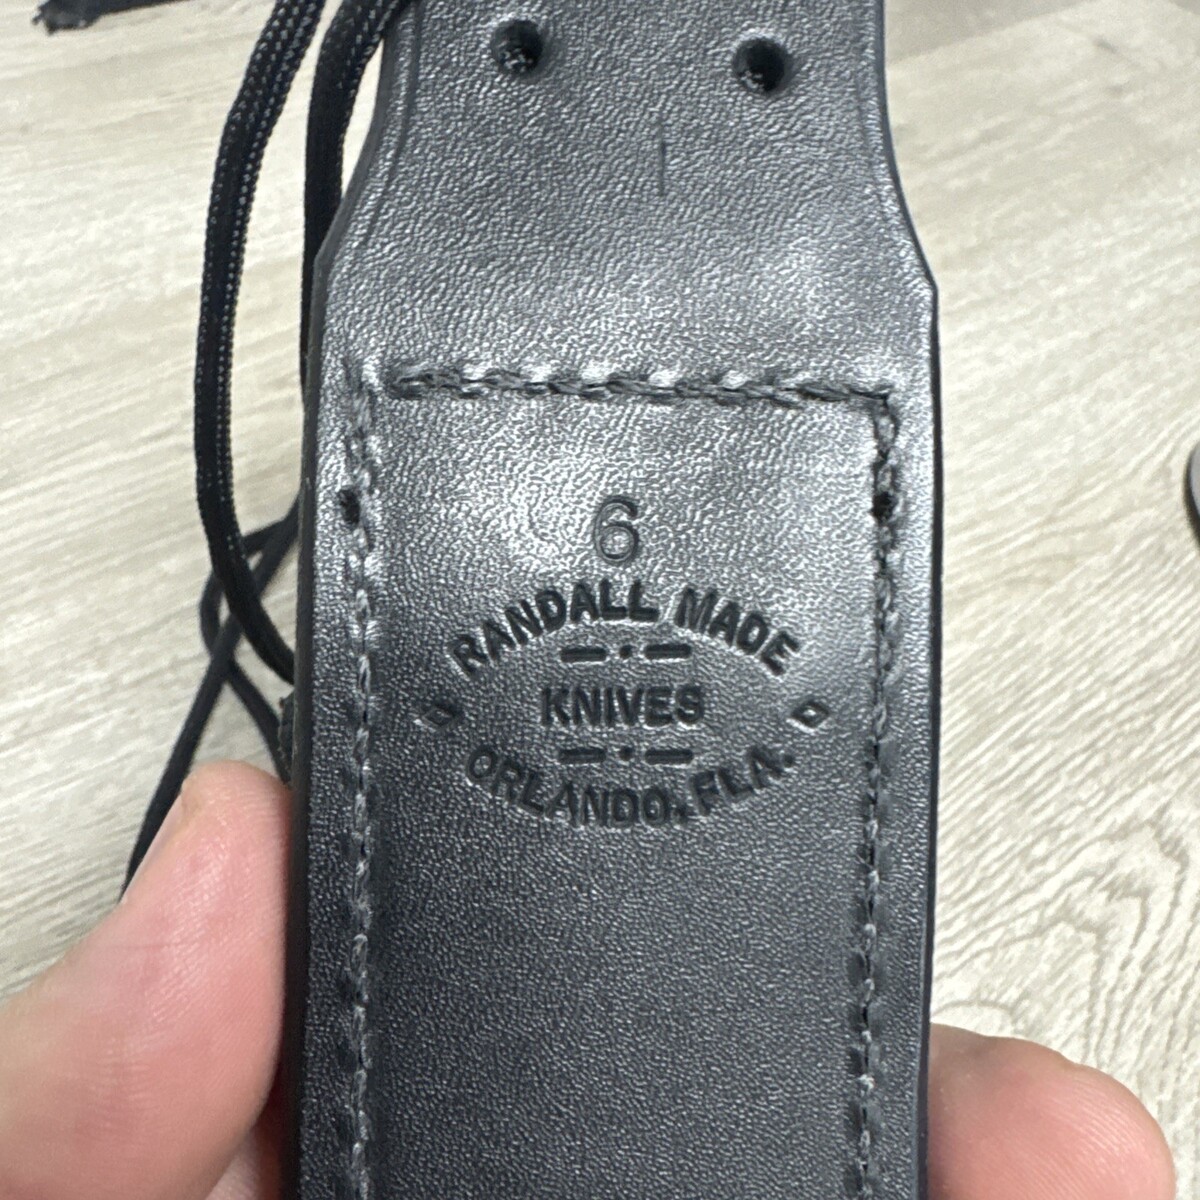 6
RANDALL MADE
KNIVES
ORLANDO, FLA.